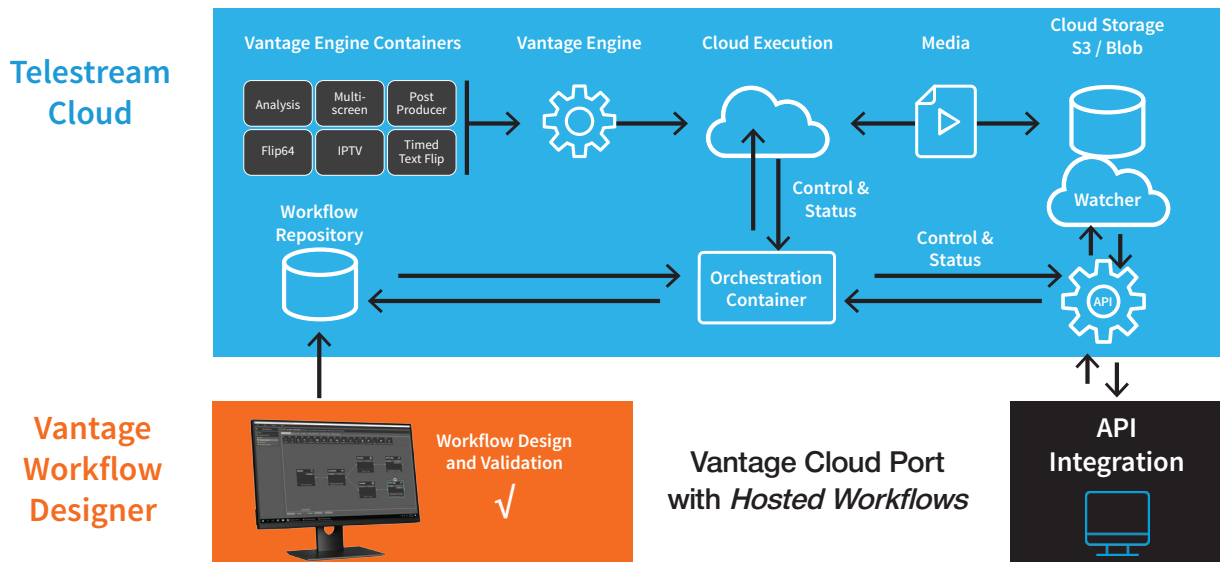 Telestream
Cloud
Vantage Engine Containers
Vantage Engine
Cloud Execution
Media
Cloud Storage
S3 / Blob
Analysis
Multi-
screen
Post
Producer
Flip64
IPTV
Timed
Text Flip
Control &
Status
Watcher
Workflow
Repository
Control &
Status
Orchestration
Container
API
Vantage
Workflow
Designer
Workflow Design
and Validation
√
Vantage Cloud Port
with Hosted Workflows
API
Integration